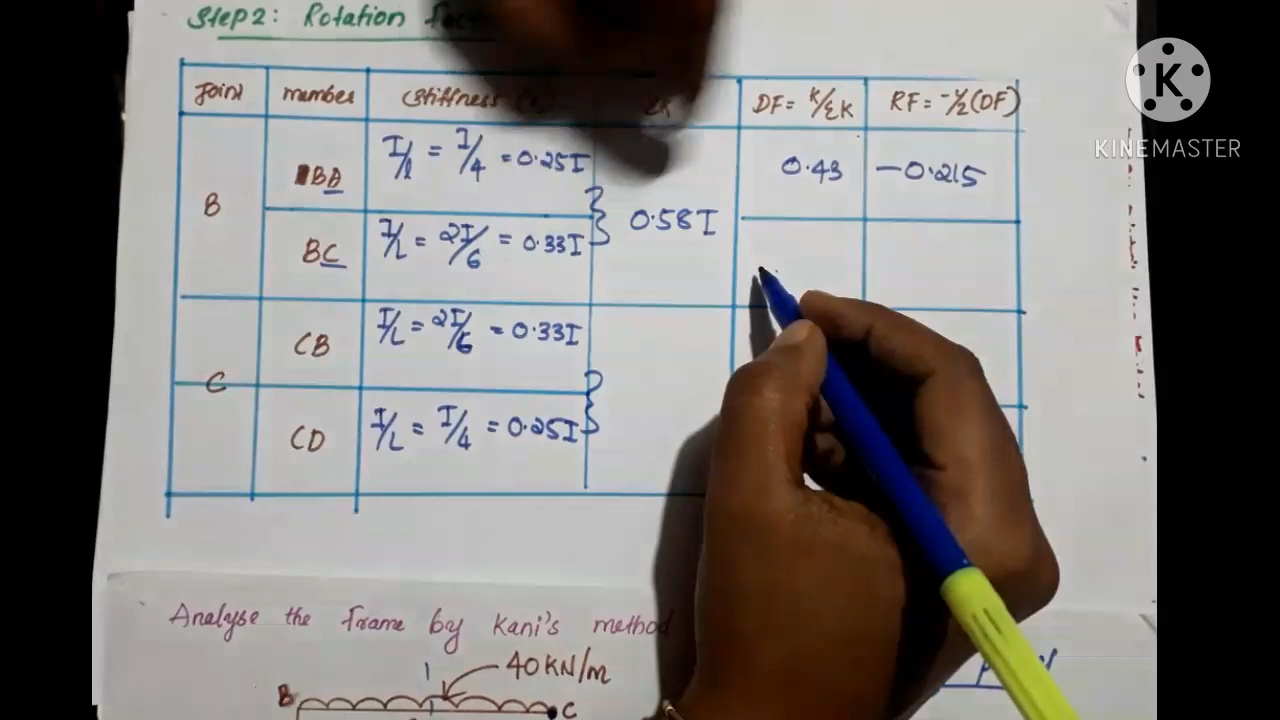 Step 2: Rotation
Joint member Stiffness DF = K/ΣK RF = -1/2 (DF)
B BA I/l = I/4 = 0.25I 0.58I 0.43 -0.215
BC I/L = 2I/6 = 0.33I
C CB I/L = 2I/6 = 0.33I
CD I/L = I/4 = 0.25I
Analyse the frame by Kani's method
40 KN/m
B C
K
KINEMASTER